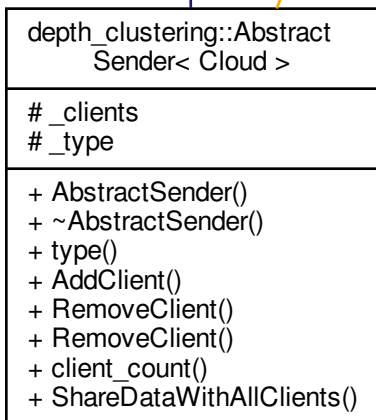 depth_clustering::Abstract
Sender< Cloud >
# _clients
# _type
+ AbstractSender()
+ ~AbstractSender()
+ type()
+ AddClient()
+ RemoveClient()
+ RemoveClient()
+ client_count()
+ ShareDataWithAllClients()